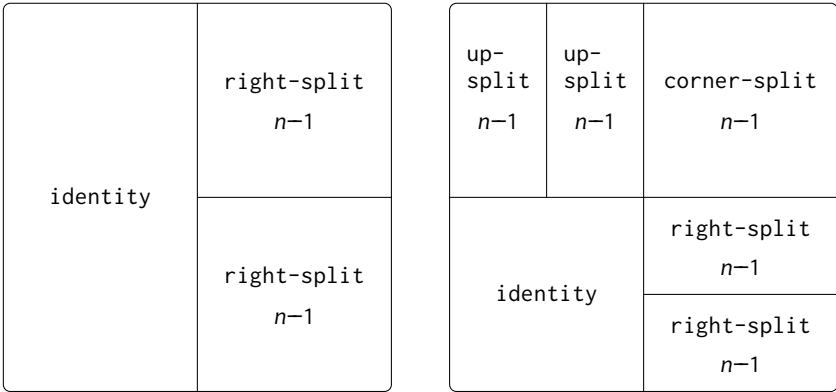 identity
right-split
n−1
right-split
n−1
up-
split
n−1
up-
split
n−1
corner-split
n−1
identity
right-split
n−1
right-split
n−1